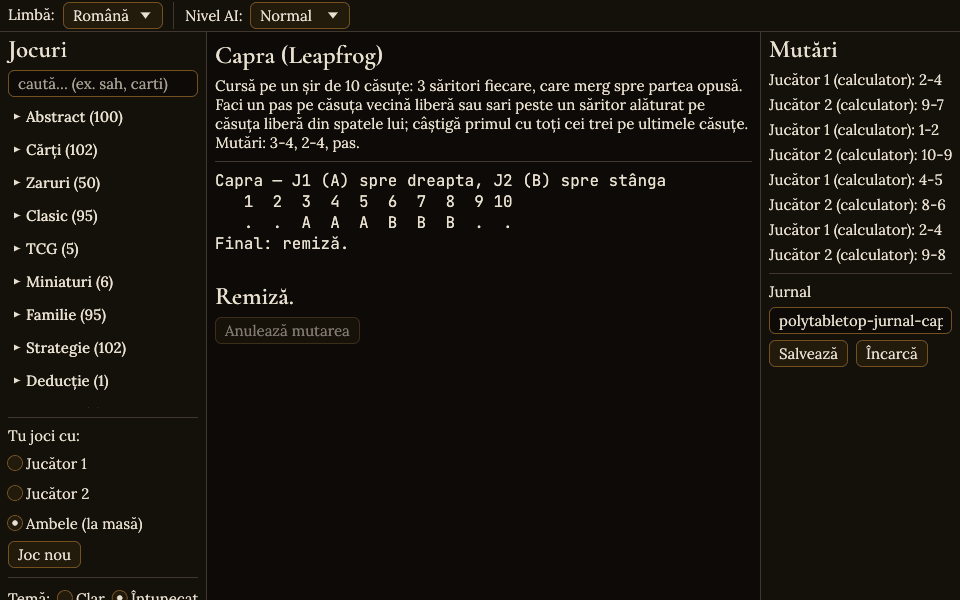 Limbă: Română ▼ Nivel AI: Normal ▼
Jocuri
caută... (ex. sah, carti)
▸ Abstract (100)
▸ Cărți (102)
▸ Zaruri (50)
▸ Clasic (95)
▸ TCG (5)
▸ Miniaturi (6)
▸ Familie (95)
▸ Strategie (102)
▸ Deducție (1)
Tu joci cu:
Jucător 1
Jucător 2
Ambele (la masă)
Joc nou
Temă: Clar Întunecat
Capra (Leapfrog)
Cursă pe un șir de 10 căsuțe: 3 săritori fiecare, care merg spre partea opusă.
Faci un pas pe căsuța vecină liberă sau sari peste un săritor alăturat pe
căsuța liberă din spatele lui; câștigă primul cu toți cei trei pe ultimele căsuțe.
Mutări: 3-4, 2-4, pas.
Capra — J1 (A) spre dreapta, J2 (B) spre stânga
1 2 3 4 5 6 7 8 9 10
. . A A A B B B . .
Final: remiză.
Remiză.
Anulează mutarea
Mutări
Jucător 1 (calculator): 2-4
Jucător 2 (calculator): 9-7
Jucător 1 (calculator): 1-2
Jucător 2 (calculator): 10-9
Jucător 1 (calculator): 4-5
Jucător 2 (calculator): 8-6
Jucător 1 (calculator): 2-4
Jucător 2 (calculator): 9-8
Jurnal
polytabletop-jurnal-cap
Salvează Încarcă